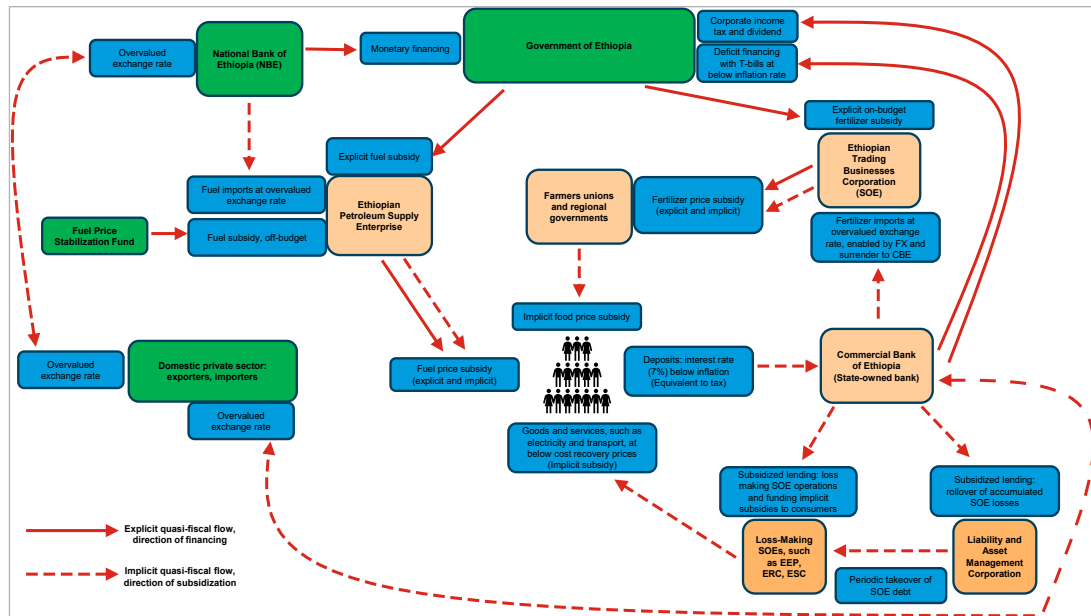 Overvalued
exchange rate
National Bank of
Ethiopia (NBE)
Monetary financing
Government of Ethiopia
Corporate income
tax and dividend
Deficit financing
with T-bills at
below inflation rate
Explicit on-budget
fertilizer subsidy
Explicit fuel subsidy
Ethiopian
Trading
Businesses
Corporation
(SOE)
Fuel imports at overvalued
exchange rate
Ethiopian
Petroleum Supply
Enterprise
Farmers unions
and regional
governments
Fertilizer price subsidy
(explicit and implicit)
Fuel Price
Stabilization Fund
Fuel subsidy, off-budget
Fertilizer imports at
overvalued exchange
rate, enabled by FX and
surrender to CBE
Implicit food price subsidy
Overvalued
exchange rate
Domestic private sector:
exporters, importers
Fuel price subsidy
(explicit and implicit)
Deposits: interest rate
(7%) below inflation
(Equivalent to tax)
Commercial Bank
of Ethiopia
(State-owned bank)
Overvalued
exchange rate
Goods and services, such as
electricity and transport, at
below cost recovery prices
(Implicit subsidy)
Subsidized lending: loss
making SOE operations
and funding implicit
subsidies to consumers
Subsidized lending:
rollover of accumulated
SOE losses
Explicit quasi-fiscal flow,
direction of financing
Loss-Making
SOEs, such
as EEP,
ERC, ESC
Liability and
Asset
Management
Corporation
Implicit quasi-fiscal flow,
direction of subsidization
Periodic takeover of
SOE debt